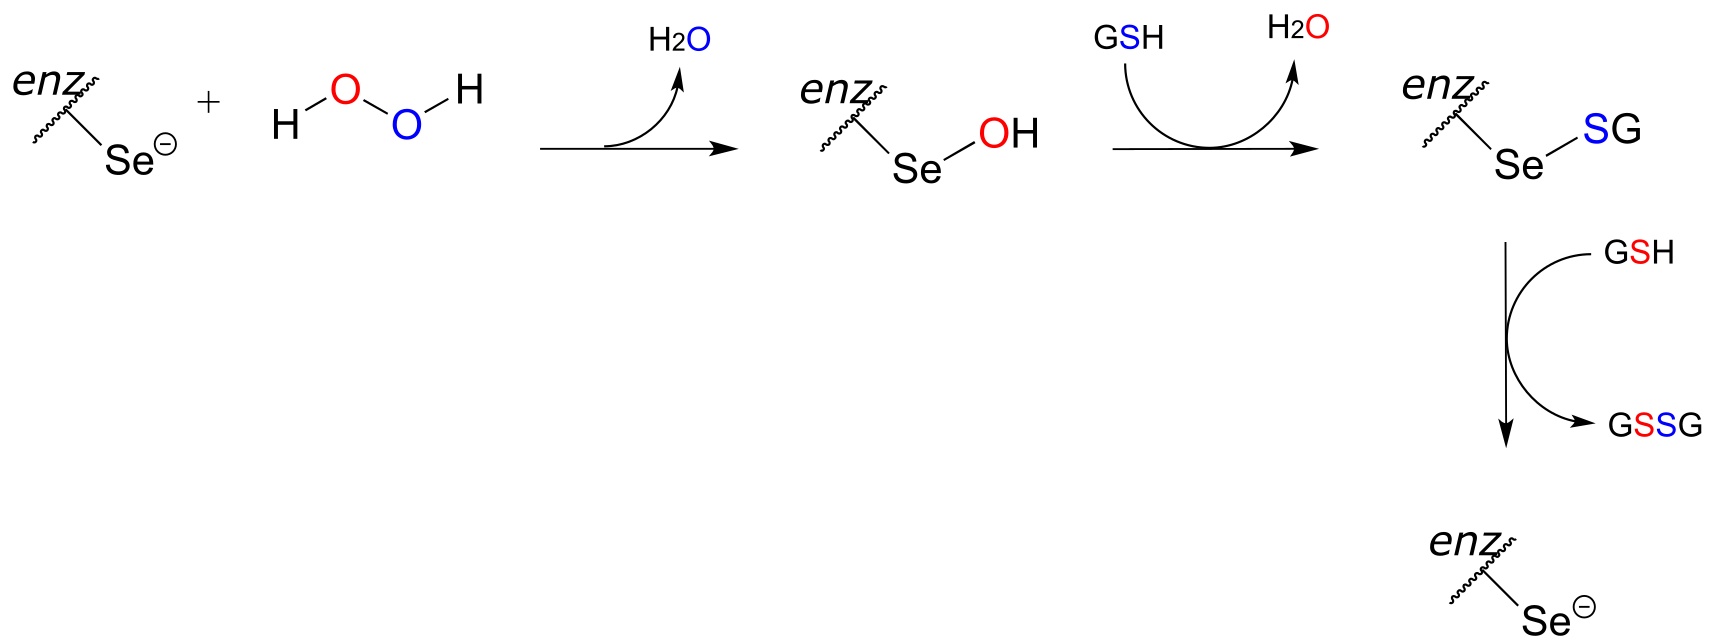 enz
Se⊖
+
H O O H
H2O
enz
Se OH
GSH
H2O
enz
Se SG
GSH
GSSG
enz
Se⊖